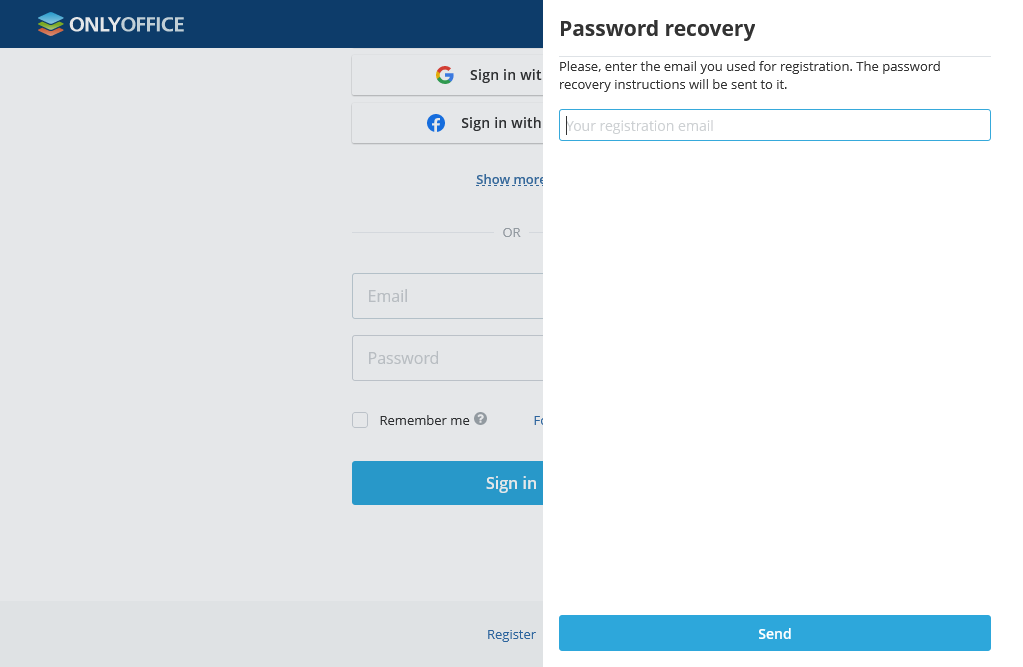 ONLYOFFICE
Sign in wit
Sign in with
Show more
OR
Email
Password
Remember me ?
Fo
Sign in
Register
Password recovery
Please, enter the email you used for registration. The password
recovery instructions will be sent to it.
Your registration email
Send